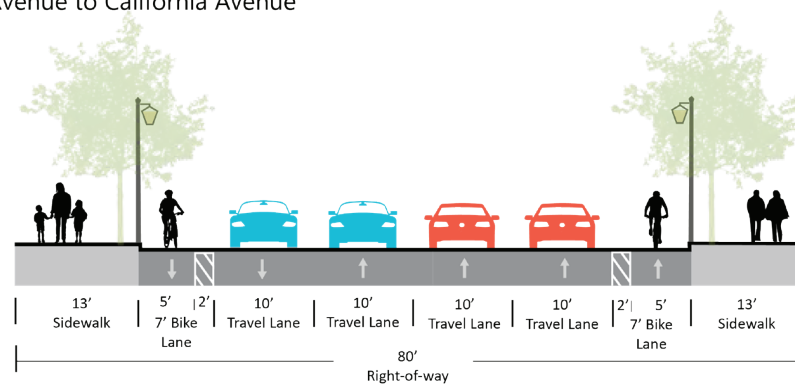 Avenue to California Avenue
13’
Sidewalk
5’
2’
7’ Bike
Lane
10’
Travel Lane
10’
Travel Lane
10’
Travel Lane
10’
Travel Lane
2’
5’
7’ Bike
Lane
13’
Sidewalk
80’
Right-of-way